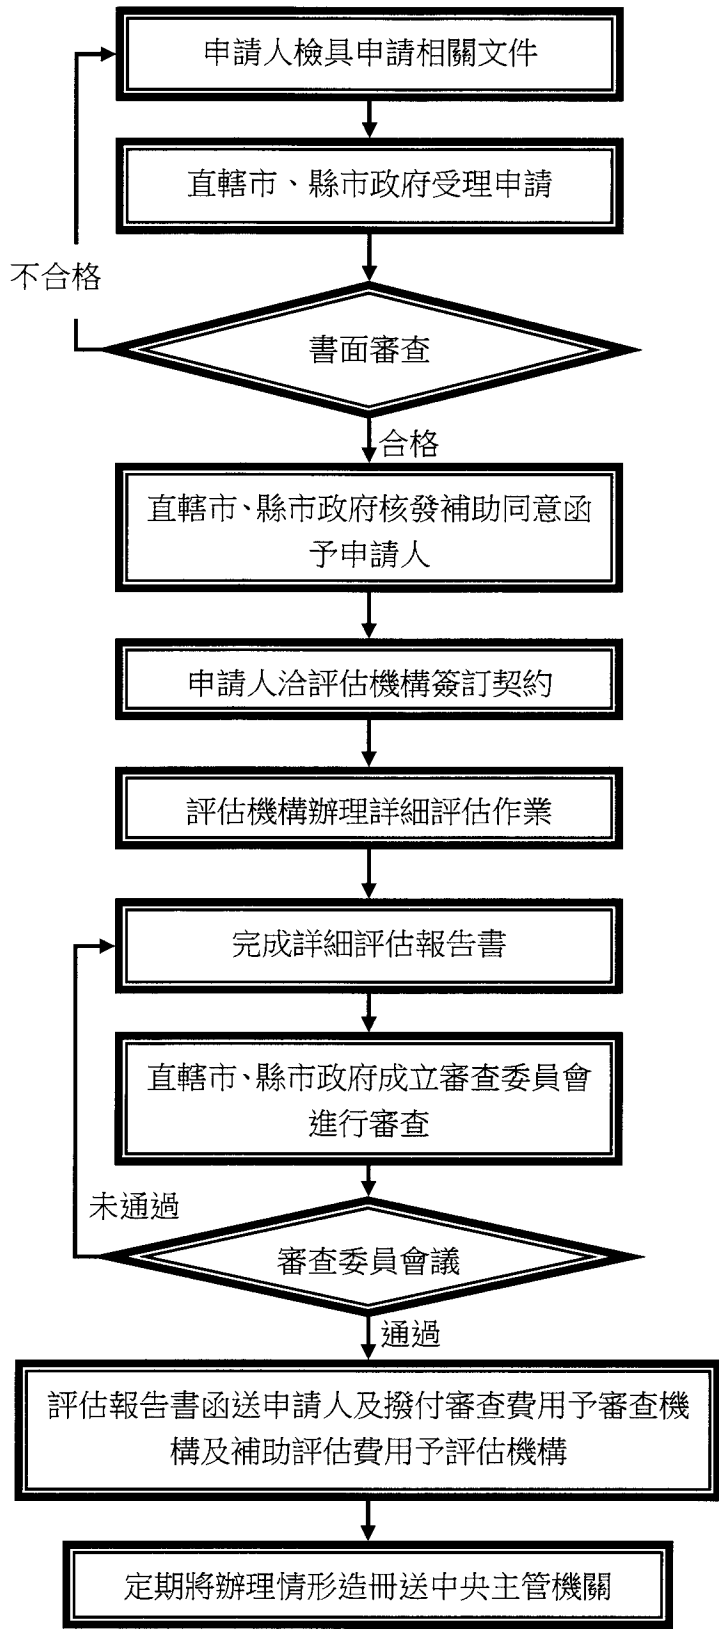 申請人檢具申請相關文件
直轄市、縣市政府受理申請
不合格
書面審查
合格
直轄市、縣市政府核發補助同意函
予申請人
申請人洽評估機構簽訂契約
評估機構辦理詳細評估作業
完成詳細評估報告書
直轄市、縣市政府成立審查委員會
進行審查
未通過
審查委員會議
通過
評估報告書函送申請人及撥付審查費用予審查機
構及補助評估費用予評估機構
定期將辦理情形造冊送中央主管機關